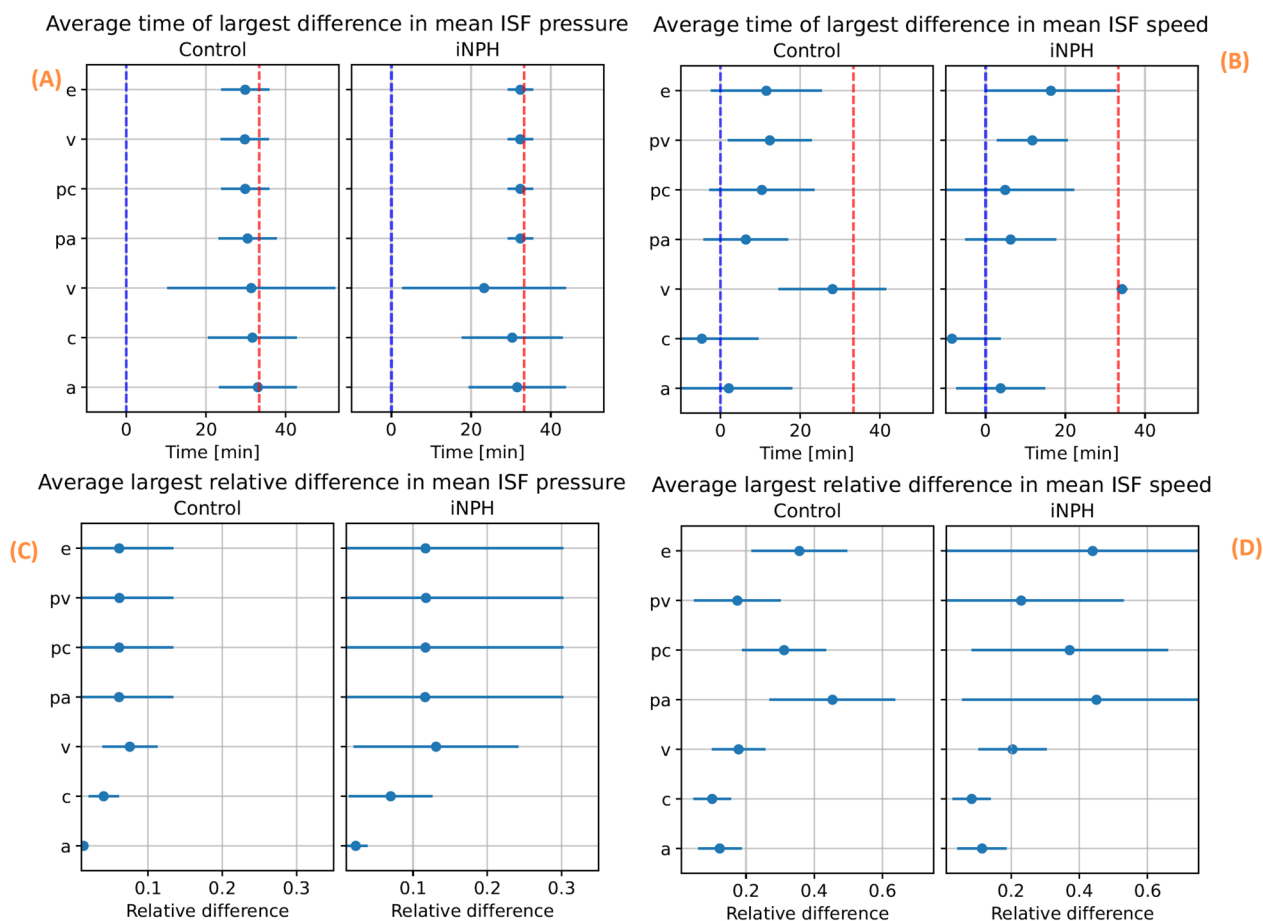 Average time of largest difference in mean ISF pressure
Control
iNPH
(A)
e
v
pc
pa
v
c
a
0
20
40
0
20
40
Time [min]
Time [min]
Average time of largest difference in mean ISF speed
Control
iNPH
(B)
e
pv
pc
pa
v
c
a
0
20
40
0
20
40
Time [min]
Time [min]
Average largest relative difference in mean ISF pressure
Control
iNPH
(C)
e
pv
pc
pa
v
c
a
0.1
0.2
0.3
0.1
0.2
0.3
Relative difference
Relative difference
Average largest relative difference in mean ISF speed
Control
iNPH
(D)
e
pv
pc
pa
v
c
a
0.2
0.4
0.6
0.2
0.4
0.6
Relative difference
Relative difference